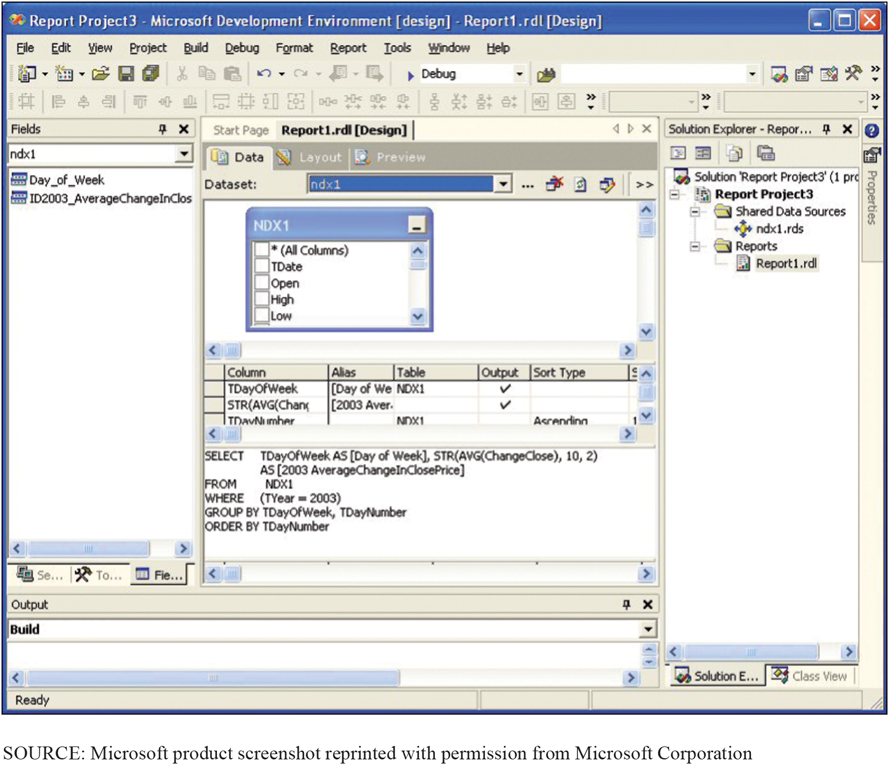 Report Project3 - Microsoft Development Environment [design] - Report1.rdl [Design]
File Edit View Project Build Debug Format Report Tools Window Help
Debug
Fields
ndx1
Day_of_Week
ID2003_AverageChangeInClos
Se... To... Fie...
Start Page Report1.rdl [Design]
Data Layout Preview
Dataset: ndx1 ... >>
NDX1
* (All Columns)
TDate
Open
High
Low
Column Alias Table Output Sort Type S
TDayOfWeek [Day of We NDX1
STR(AVG(Chang [2003 Aver.
TDayNumber NDX1 Ascending 1
SELECT TDayOfWeek AS [Day of Week], STR(AVG(ChangeClose), 10, 2)
AS [2003 AverageChangeInClosePrice]
FROM NDX1
WHERE (TYear = 2003)
GROUP BY TDayOfWeek, TDayNumber
ORDER BY TDayNumber
Solution Explorer - Repor...
Solution 'Report Project3' (1 prc
Report Project3
Shared Data Sources
ndx1.rds
Reports
Report1.rdl
Solution E... Class View
Properties
Output
Build
Ready
SOURCE: Microsoft product screenshot reprinted with permission from Microsoft Corporation